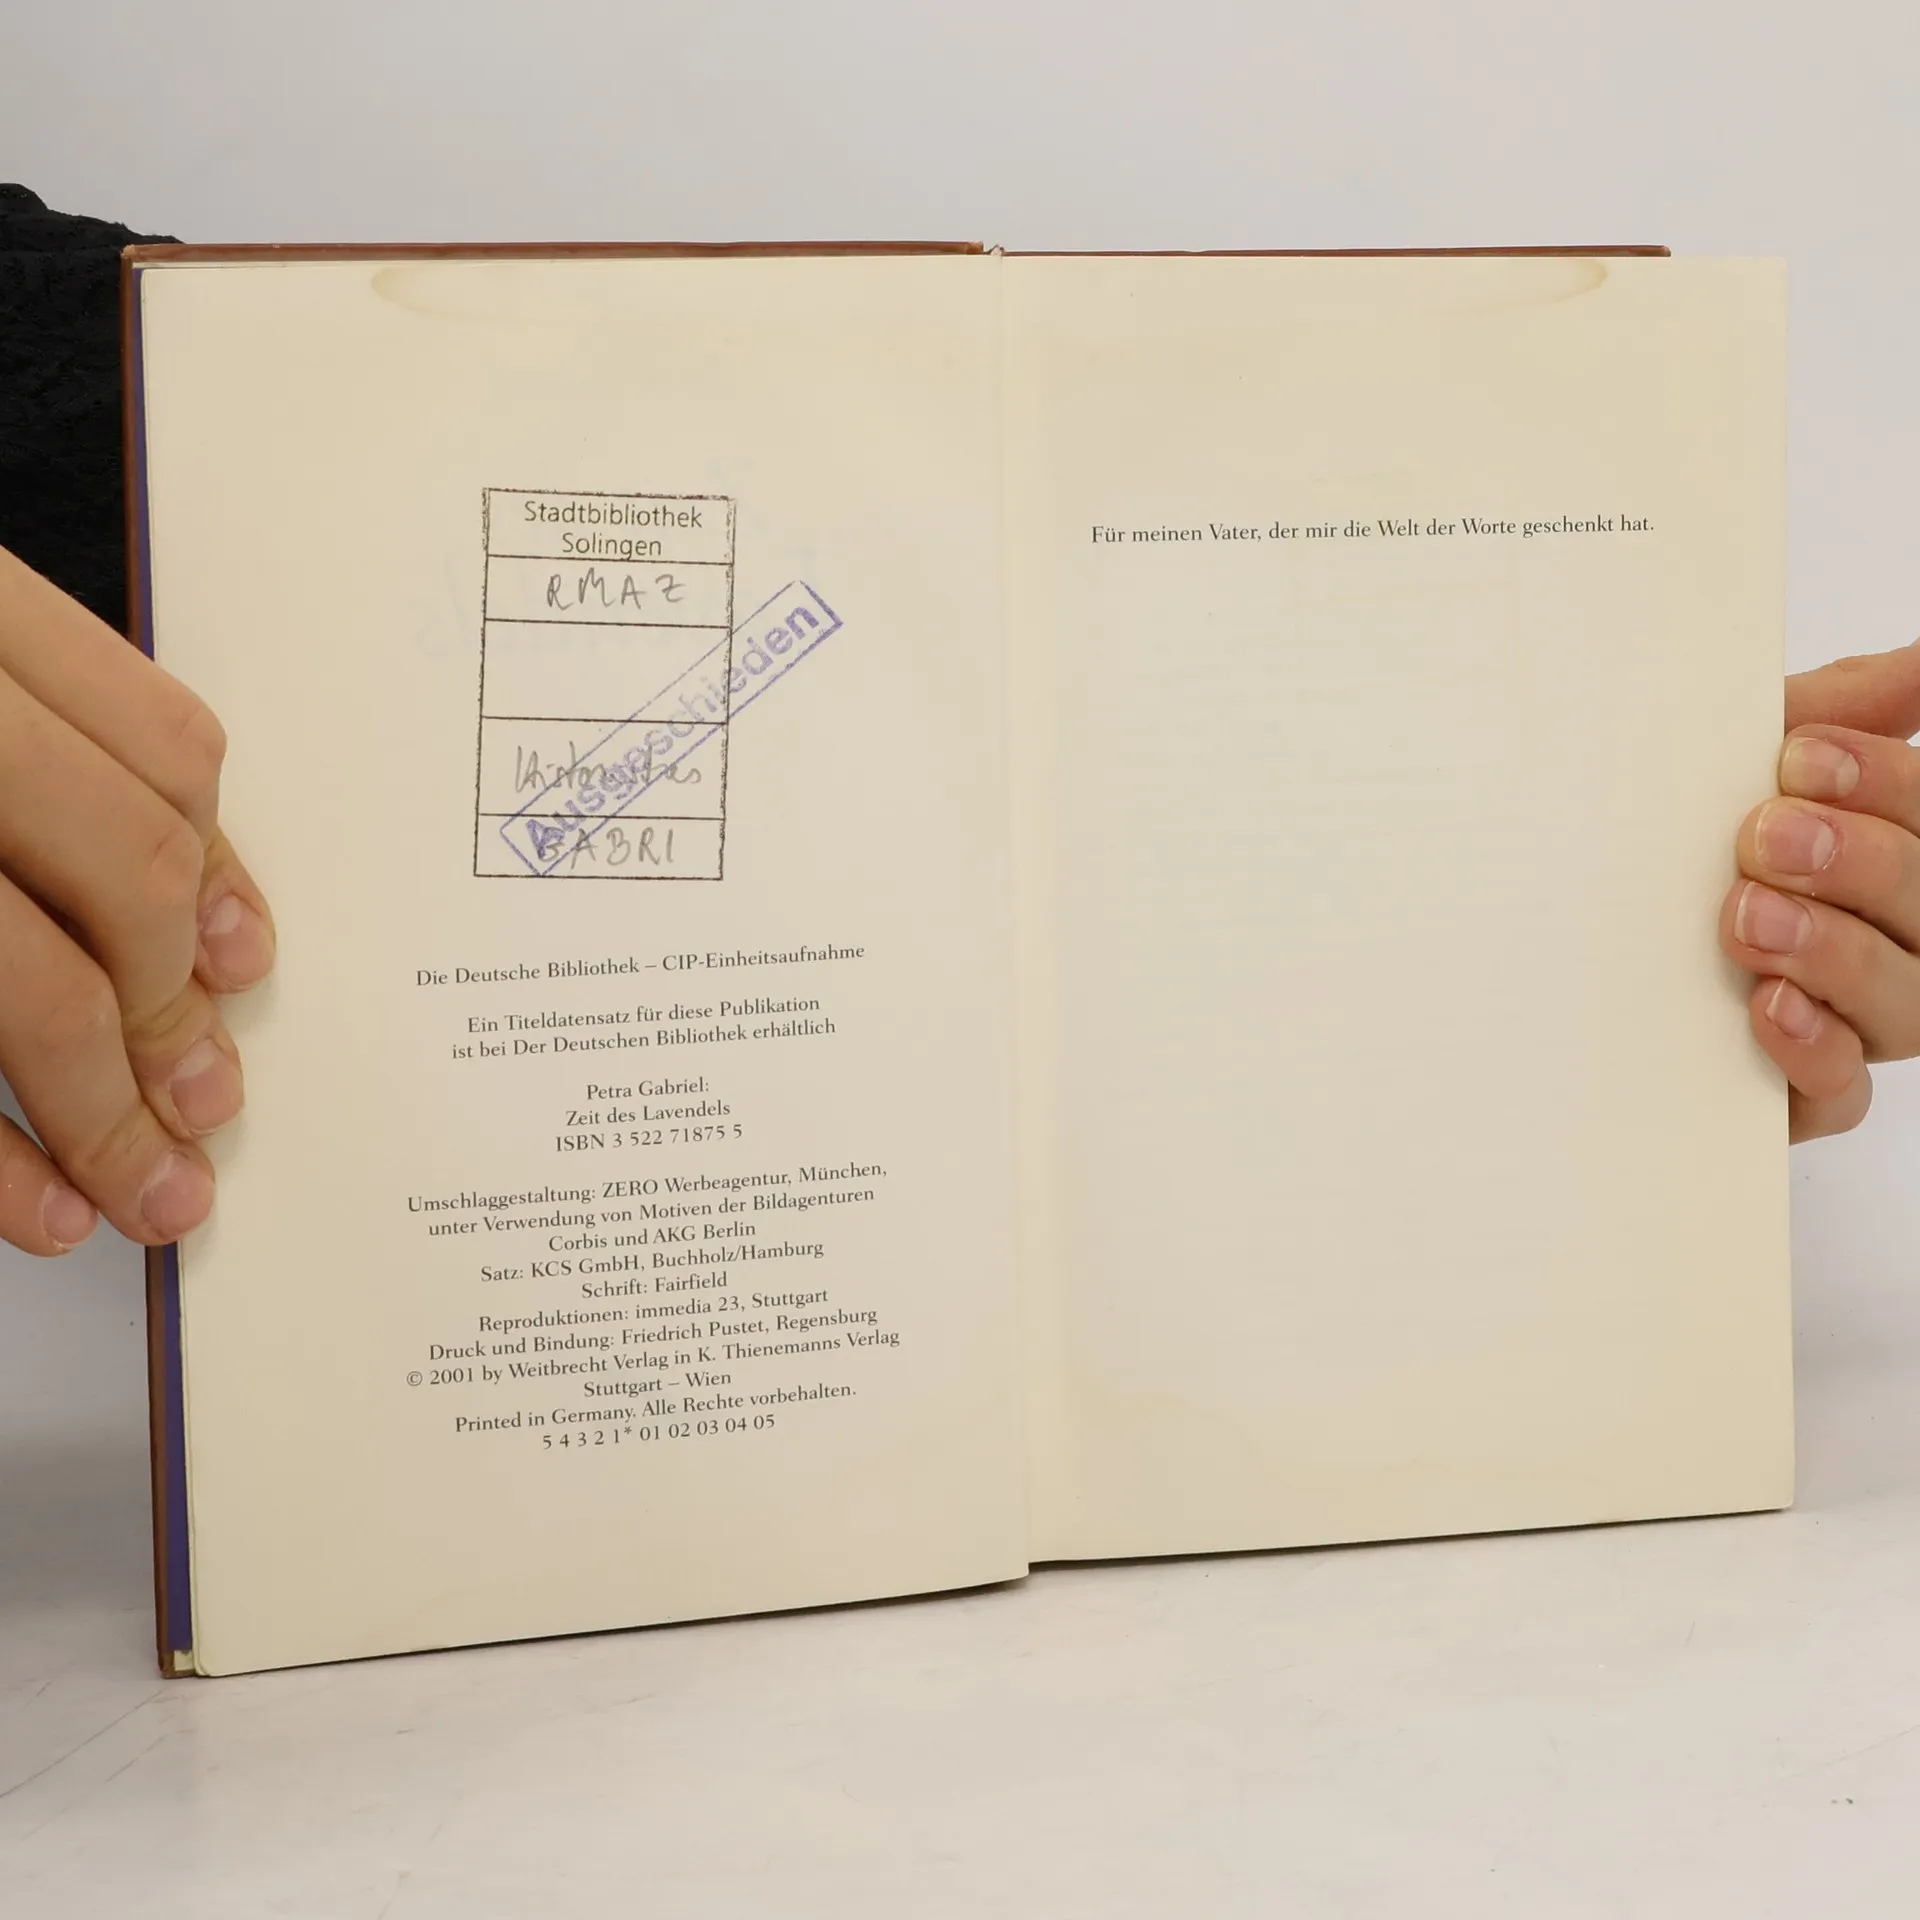 Stadtbibliothek
Solingen
RMAZ
Historisches
GABRI
Ausgeschieden
Die Deutsche Bibliothek – CIP-Einheitsaufnahme
Ein Titeldatensatz für diese Publikation
ist bei Der Deutschen Bibliothek erhältlich
Petra Gabriel:
Zeit des Lavendels
ISBN 3 522 71875 5
Umschlaggestaltung: ZERO Werbeagentur, München,
unter Verwendung von Motiven der Bildagenturen
Corbis und AKG Berlin
Satz: KCS GmbH, Buchholz/Hamburg
Schrift: Fairfield
Reproduktionen: immedia 23, Stuttgart
Druck und Bindung: Friedrich Pustet, Regensburg
© 2001 by Weitbrecht Verlag in K. Thienemanns Verlag
Stuttgart – Wien
Printed in Germany. Alle Rechte vorbehalten.
5 4 3 2 1* 01 02 03 04 05
Für meinen Vater, der mir die Welt der Worte geschenkt hat.